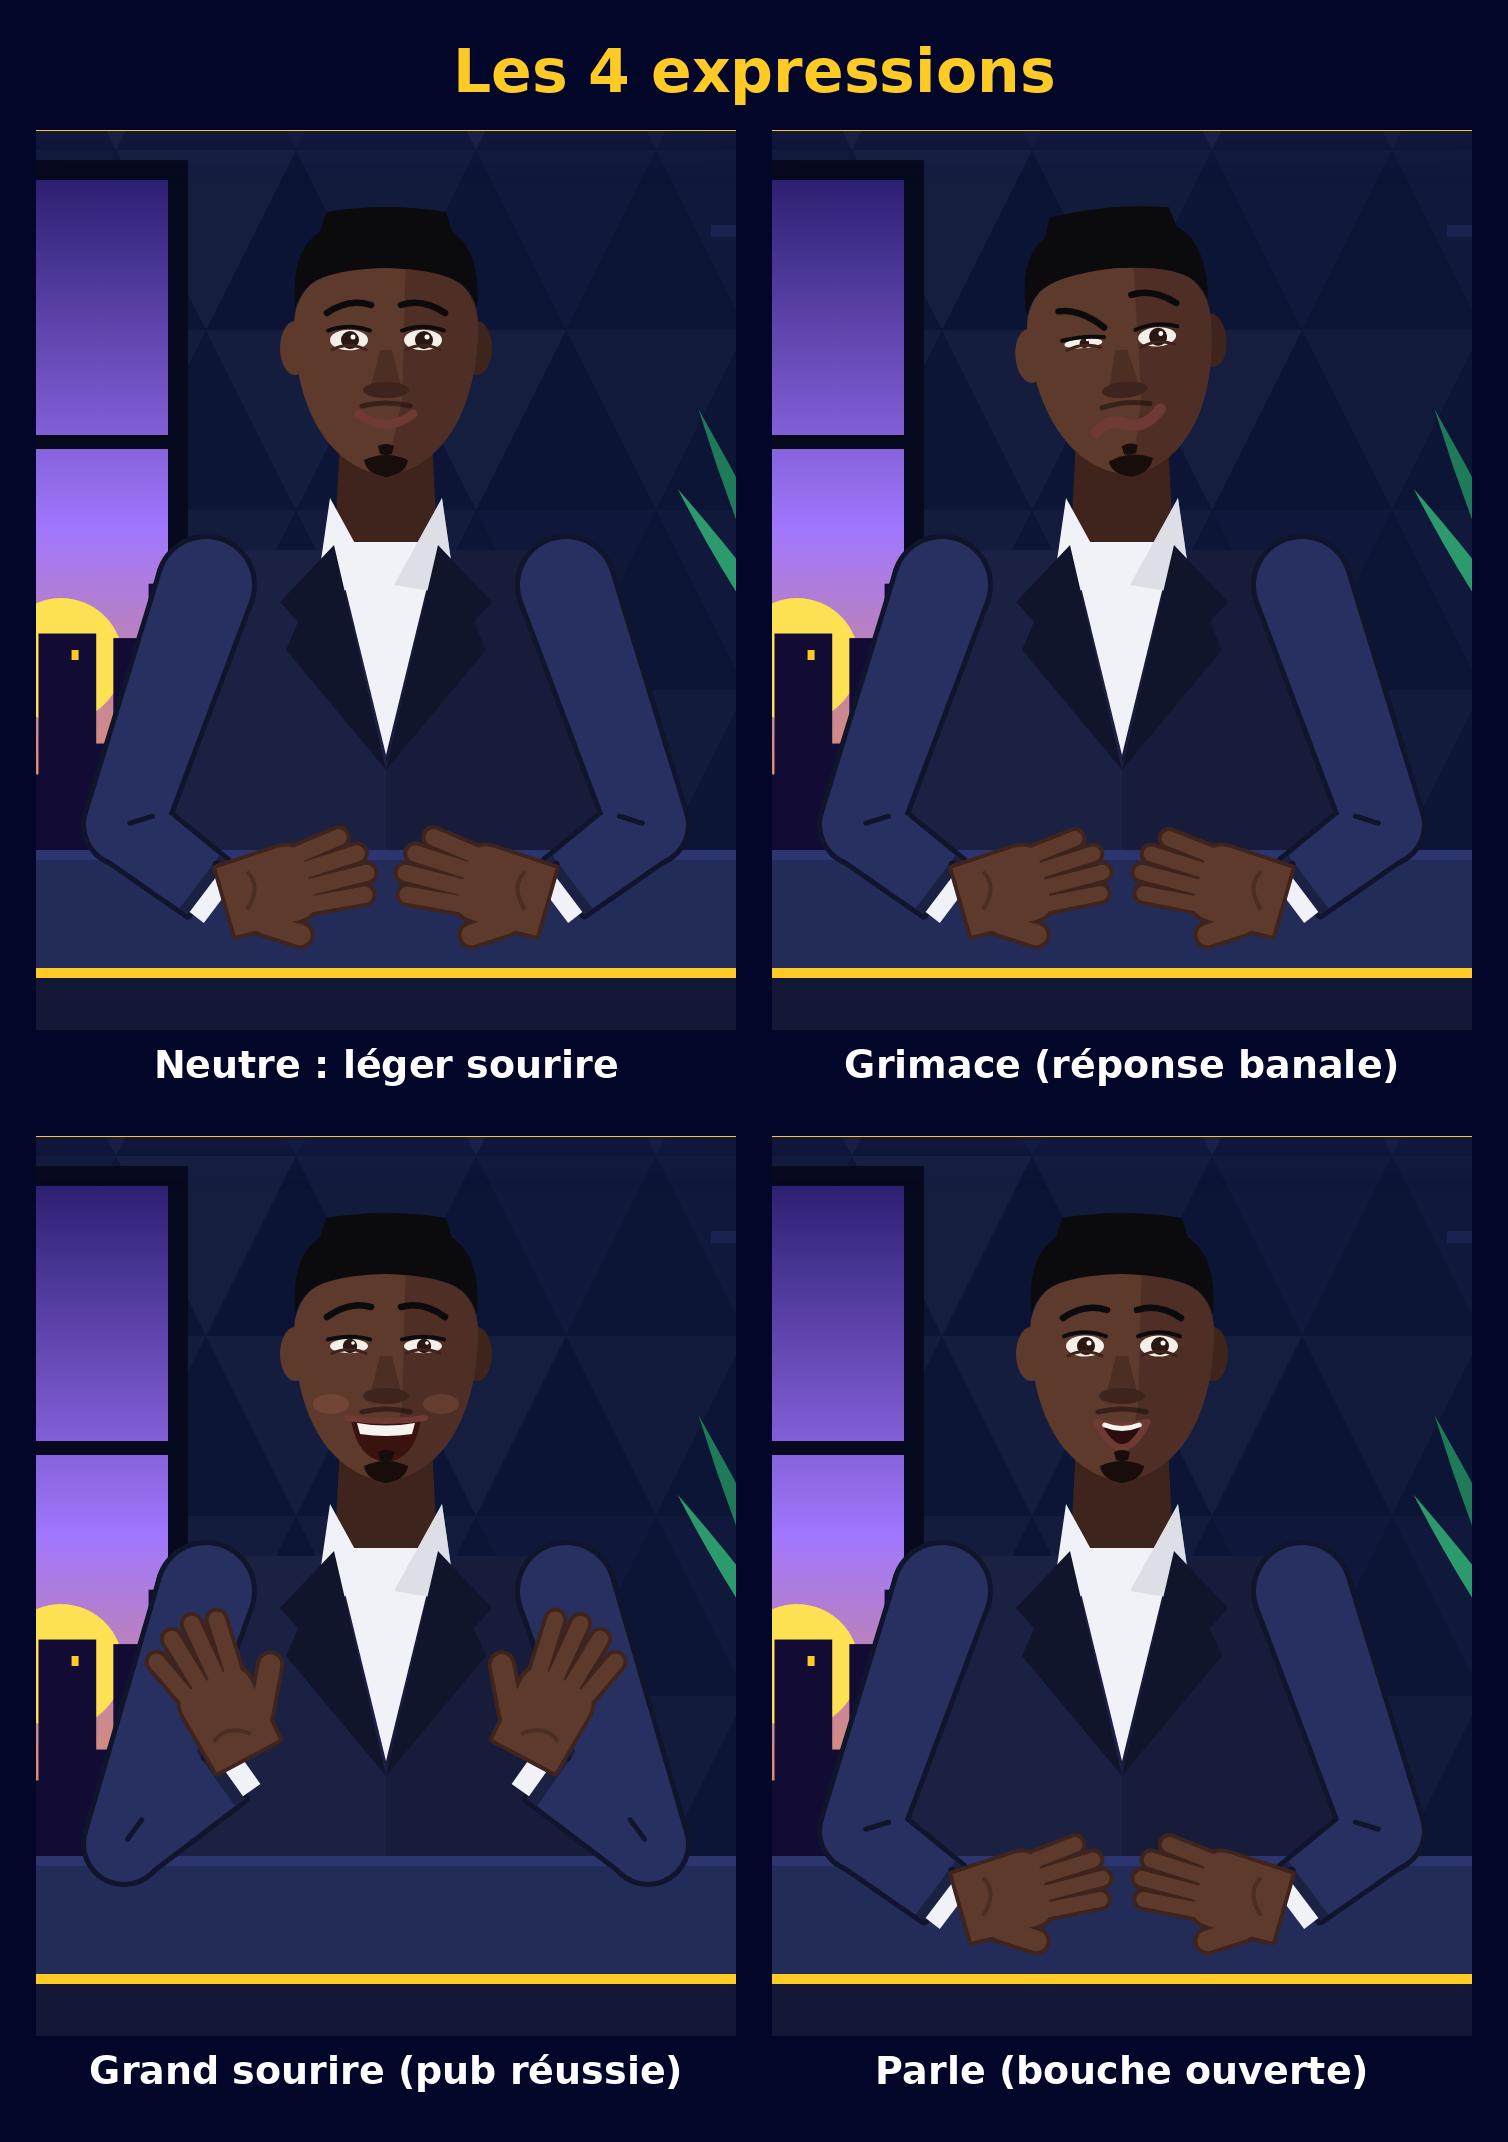 Les 4 expressions
Neutre : léger sourire
Grimace (réponse banale)
Grand sourire (pub réussie)
Parle (bouche ouverte)